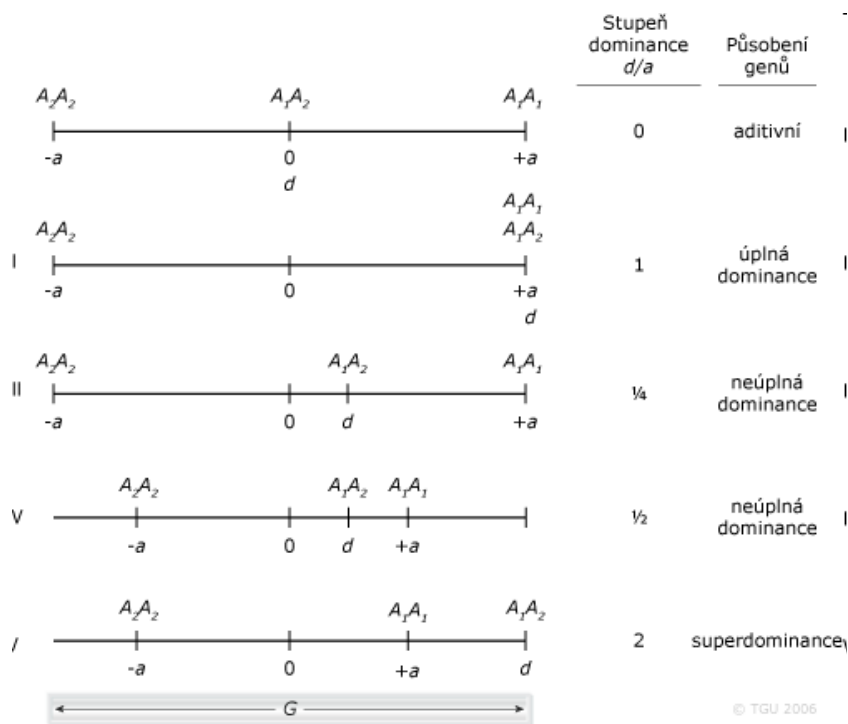 Stupeň
dominance
d/a
Působení
genů
A₂A₂ A₁A₂ A₁A₁
-a 0 +a
d
0 aditivní
A₁A₁
A₂A₂ A₁A₂
I
-a 0 +a
d
1 úplná
dominance
A₂A₂ A₁A₂ A₁A₁
II
-a 0 d +a
¼ neúplná
dominance
A₂A₂ A₁A₂ A₁A₁
V
-a 0 d +a
½ neúplná
dominance
A₂A₂ A₁A₁ A₁A₂
-a 0 +a d
2 superdominance
G
© TGU 2006